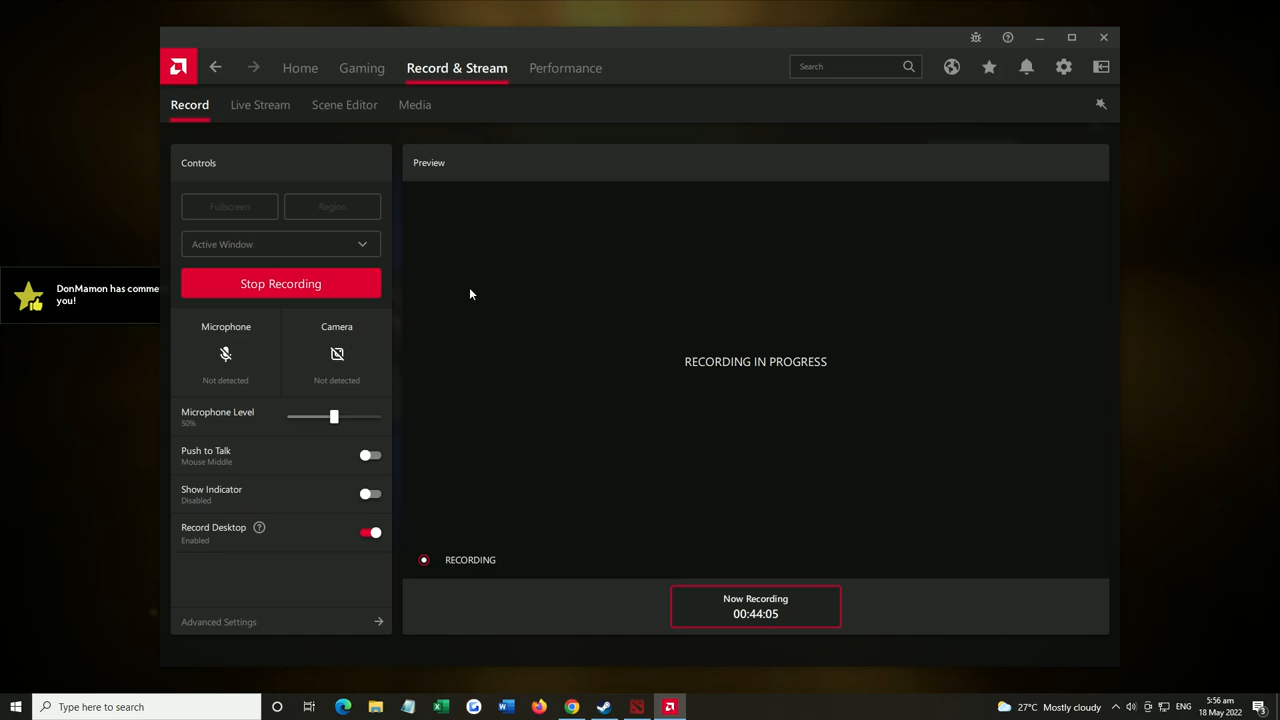 Home
Gaming
Record & Stream
Performance
Search
Record
Live Stream
Scene Editor
Media
Controls
Fullscreen
Region
Active Window
Stop Recording
Microphone
Camera
Not detected
Not detected
Microphone Level
50%
Push to Talk
Mouse Middle
Show Indicator
Disabled
Record Desktop
Enabled
Advanced Settings
Preview
RECORDING IN PROGRESS
RECORDING
Now Recording
00:44:05
DonMamon has comme
you!
Type here to search
27°C Mostly cloudy
ENG
5:56 am
18 May 2022